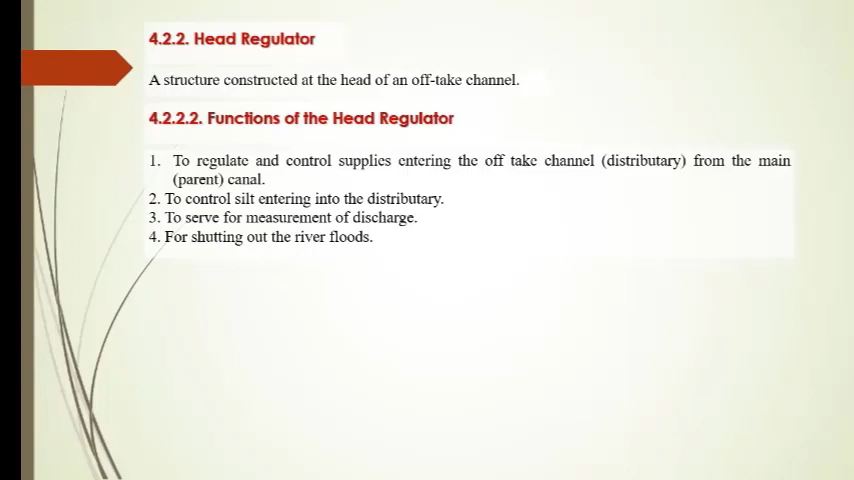 4.2.2. Head Regulator
A structure constructed at the head of an off-take channel.
4.2.2.2. Functions of the Head Regulator
1. To regulate and control supplies entering the off take channel (distributary) from the main
(parent) canal.
2. To control silt entering into the distributary.
3. To serve for measurement of discharge.
4. For shutting out the river floods.